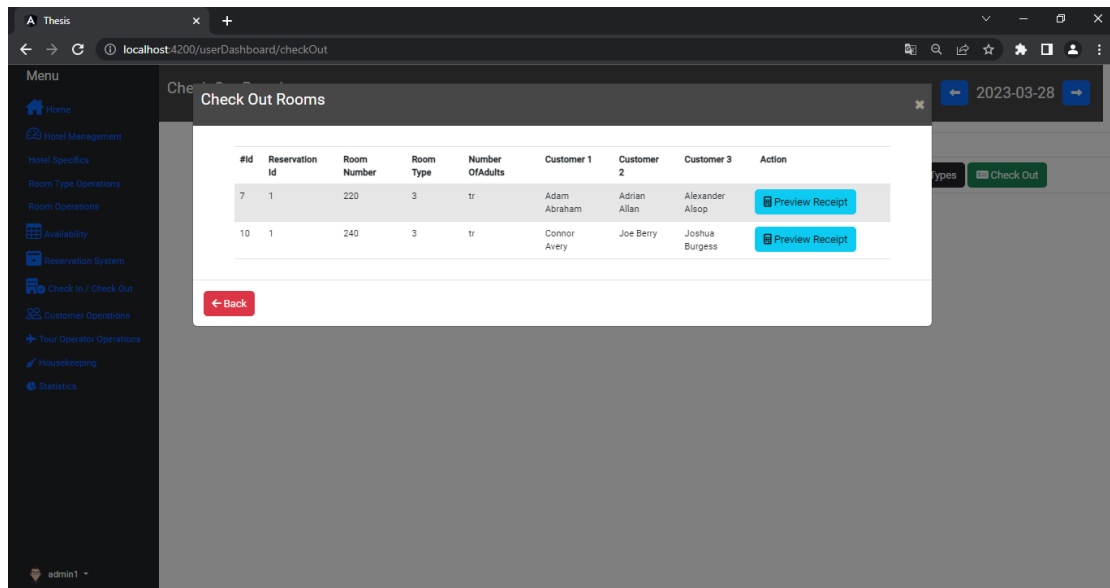 Thesis
localhost:4200/userDashboard/checkOut
Menu
Home
Hotel Management
Hotel Specifics
Room Type Operations
Room Operations
Availability
Reservation System
Check In / Check Out
Customer Operations
Tour Operator Operations
Housekeeping
Statistics
admin1
Che
2023-03-28
Types
Check Out
Check Out Rooms
#Id Reservation Id Room Number Room Type Number OfAdults Customer 1 Customer 2 Customer 3 Action
7 1 220 3 tr Adam Abraham Adrian Allan Alexander Alsop Preview Receipt
10 1 240 3 tr Connor Avery Joe Berry Joshua Burgess Preview Receipt
Back